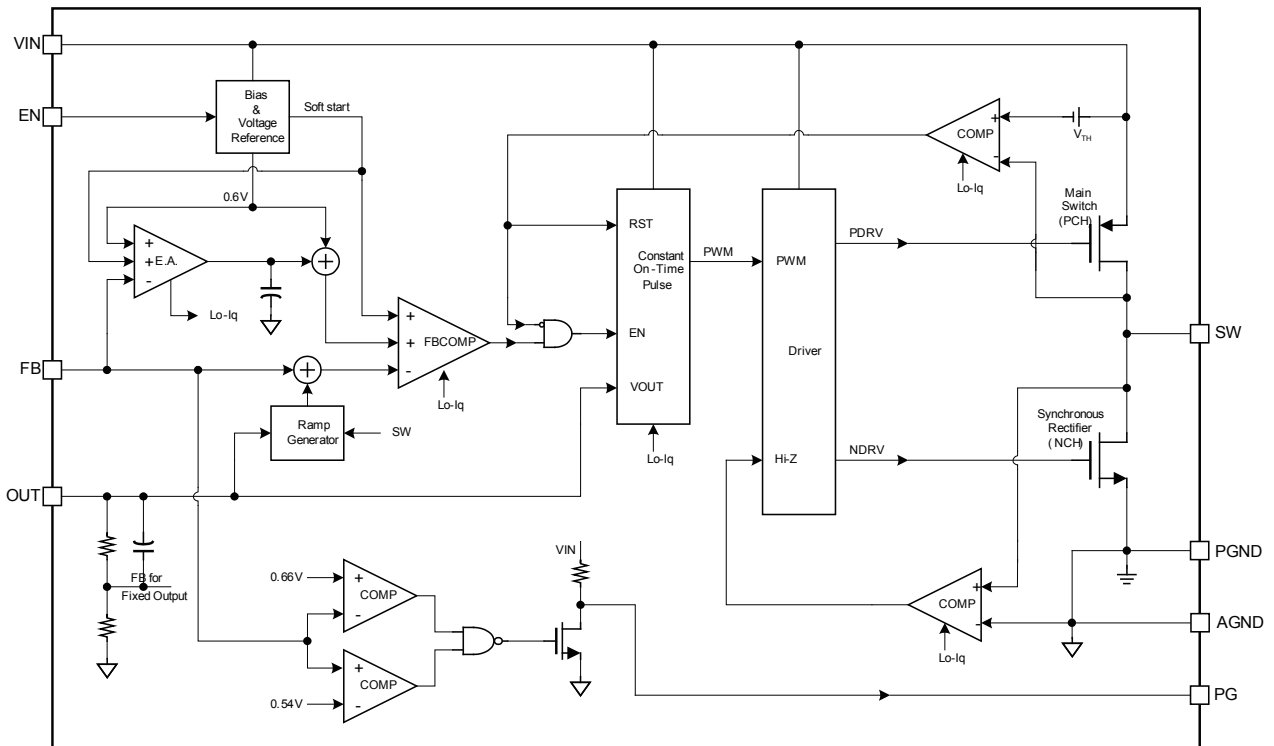 VIN
EN
Bias
&
Voltage
Reference
Soft start
0.6V
+
+
-
E.A.
Lo-Iq
+
+
+
-
FBCOMP
Lo-Iq
FB
+
Ramp
Generator
SW
OUT
FB for
Fixed Output
RST
Constant
On-Time
Pulse
EN
VOUT
Lo-Iq
PWM
PWM
Driver
Hi-Z
PDRV
NDRV
+
-
COMP
VTH
Lo-Iq
Main
Switch
(PCH)
SW
Synchronous
Rectifier
(NCH)
+
-
COMP
Lo-Iq
PGND
AGND
0.66V
+
-
COMP
+
-
COMP
0.54V
VIN
PG